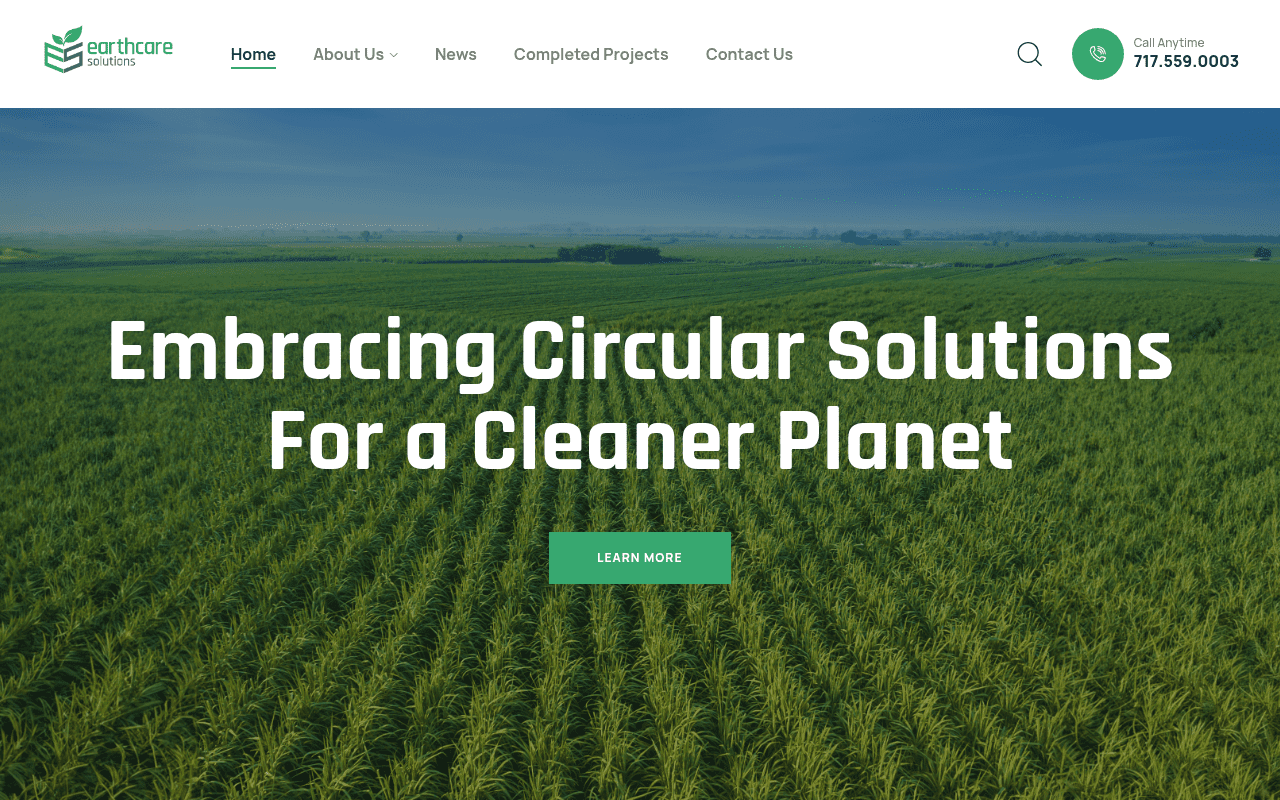 earthcare
solutions
Home
About Us
News
Completed Projects
Contact Us
Call Anytime
717.559.0003
Embracing Circular Solutions
For a Cleaner Planet
LEARN MORE